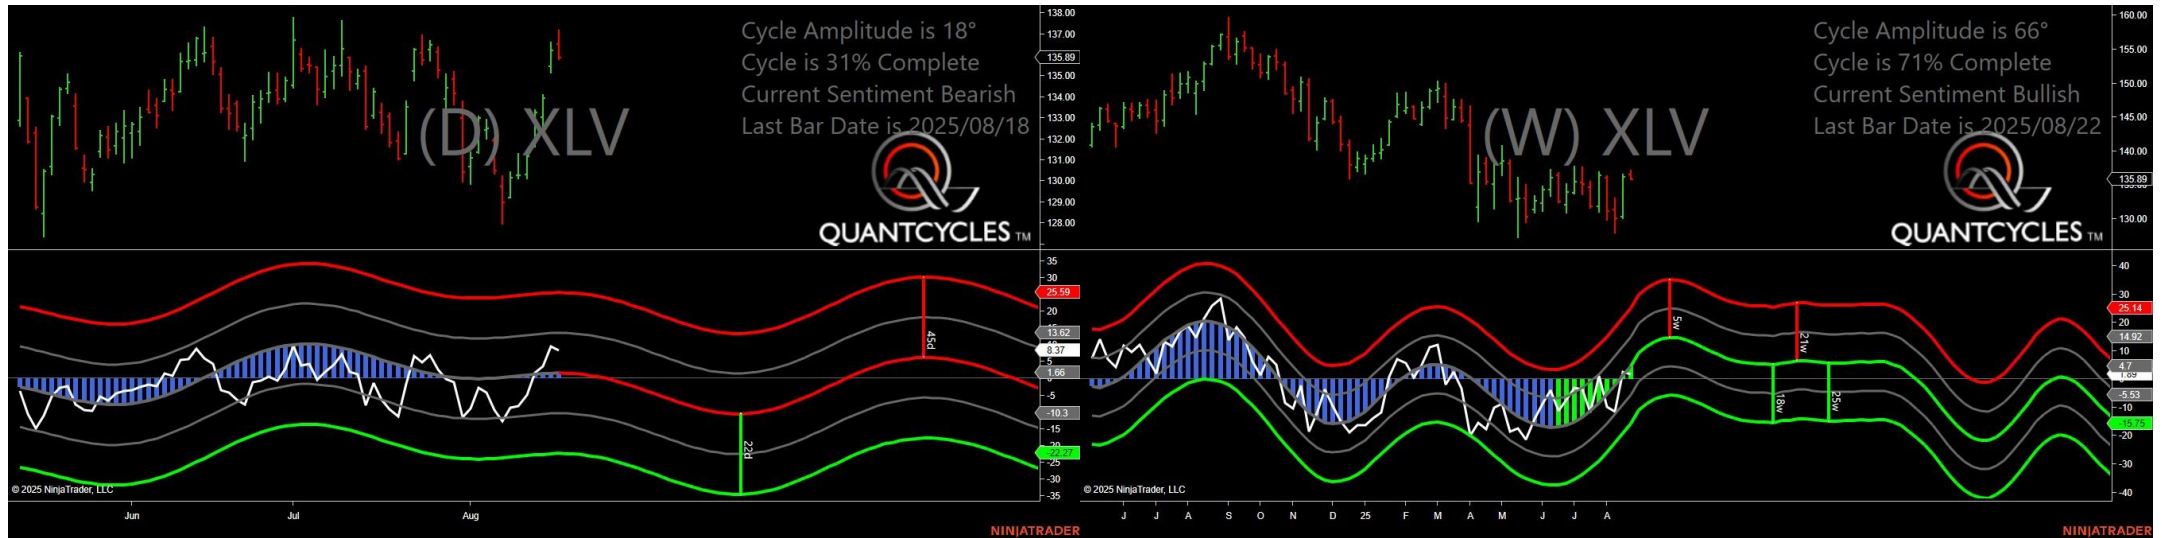 Cycle Amplitude is 18°
Cycle is 31% Complete
Current Sentiment Bearish
Last Bar Date is 2025/08/18
(D) XLV
QUANTCYCLES TM
138.00
137.00
135.89
135.00
134.00
133.00
132.00
131.00
130.00
129.00
128.00
35
30
25.59
20
13.62
8.37
5
1.66
-5
-10.3
-15
-22.27
-25
-30
-35
45d
22d
© 2025 NinjaTrader, LLC
Jun Jul Aug
NINJATRADER
Cycle Amplitude is 66°
Cycle is 71% Complete
Current Sentiment Bullish
Last Bar Date is 2025/08/22
(W) XLV
QUANTCYCLES TM
160.00
155.00
150.00
145.00
140.00
135.89
130.00
40
30
25.14
20
14.92
10
4.7
1.89
-5.53
-10
-15.75
-20
-30
-40
5w
21w
18w
25w
© 2025 NinjaTrader, LLC
J J A S O N D 25 F M A M J J A
NINJATRADER